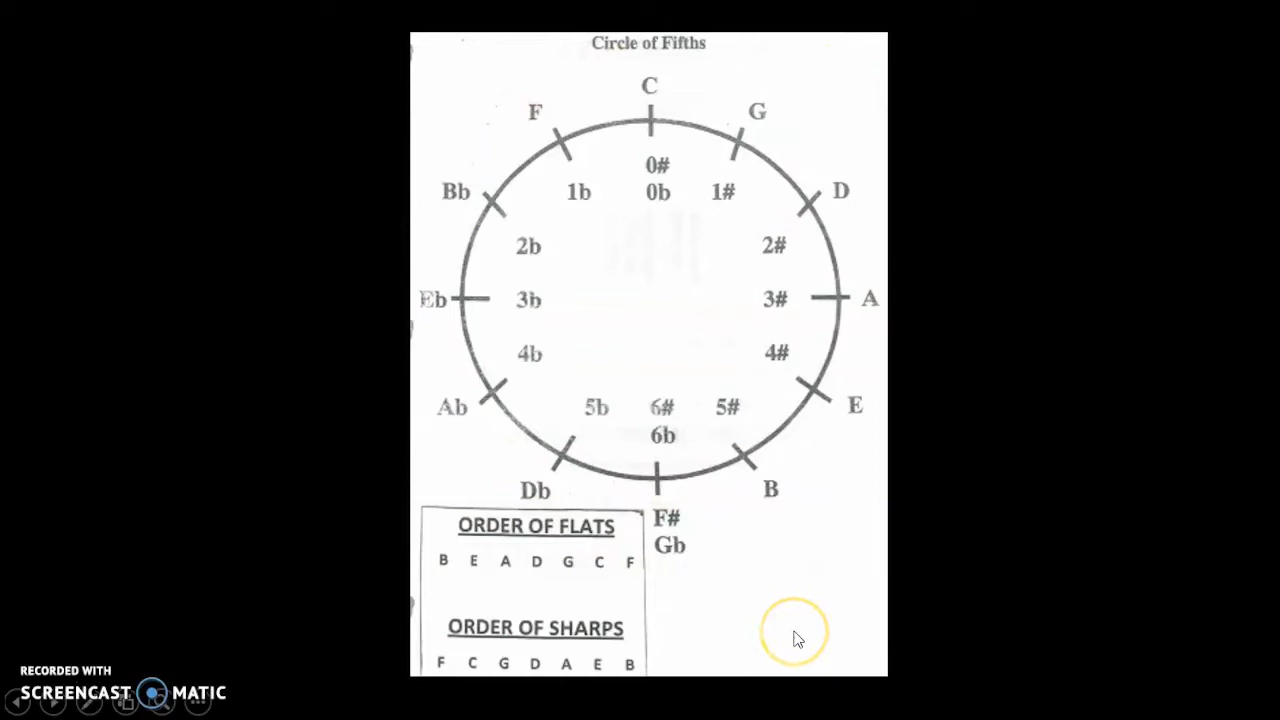 Circle of Fifths
C
F
G
0#
Bb
1b
0b
1#
D
2b
2#
Eb
3b
3#
A
4b
4#
Ab
5b
6#
5#
E
6b
Db
B
F#
Gb
ORDER OF FLATS
B E A D G C F
ORDER OF SHARPS
F C G D A E B
RECORDED WITH
SCREENCAST MATIC